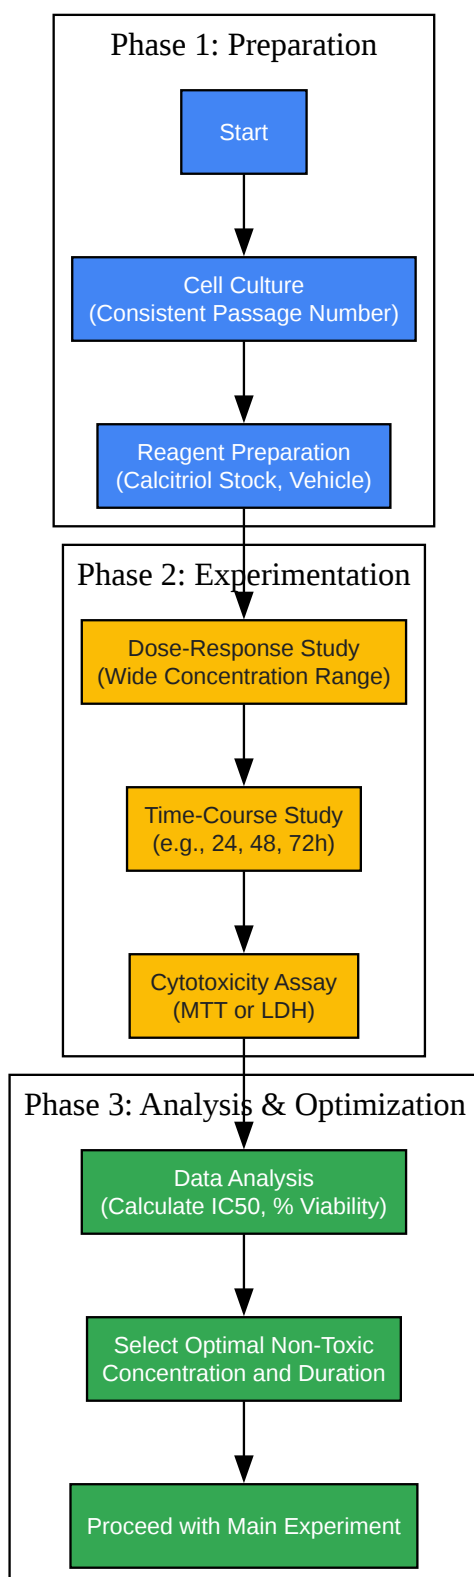 Phase 1: Preparation
Start
Cell Culture
(Consistent Passage Number)
Reagent Preparation
(Calcitriol Stock, Vehicle)
Phase 2: Experimentation
Dose-Response Study
(Wide Concentration Range)
Time-Course Study
(e.g., 24, 48, 72h)
Cytotoxicity Assay
(MTT or LDH)
Phase 3: Analysis & Optimization
Data Analysis
(Calculate IC50, % Viability)
Select Optimal Non-Toxic
Concentration and Duration
Proceed with Main Experiment